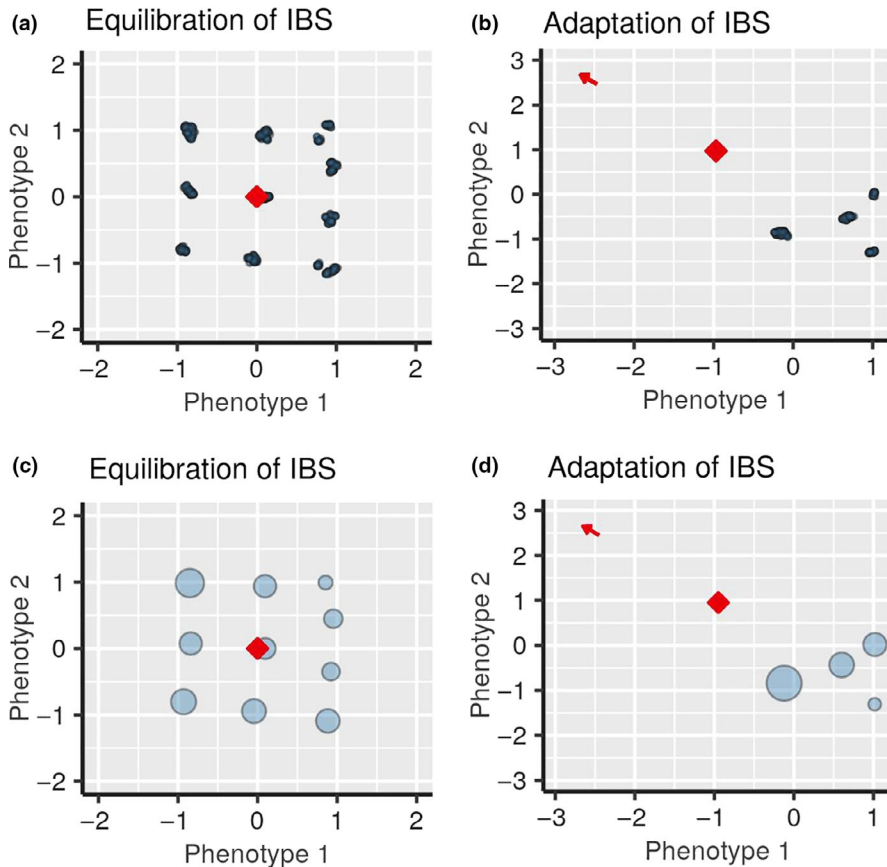 (a) Equilibration of IBS
2
1
0
−1
−2
Phenotype 2
−2 −1 0 1 2
Phenotype 1
(b) Adaptation of IBS
3
2
1
0
−1
−2
−3
Phenotype 2
−3 −2 −1 0 1
Phenotype 1
(c) Equilibration of IBS
2
1
0
−1
−2
Phenotype 2
−2 −1 0 1 2
Phenotype 1
(d) Adaptation of IBS
3
2
1
0
−1
−2
−3
Phenotype 2
−3 −2 −1 0 1
Phenotype 1